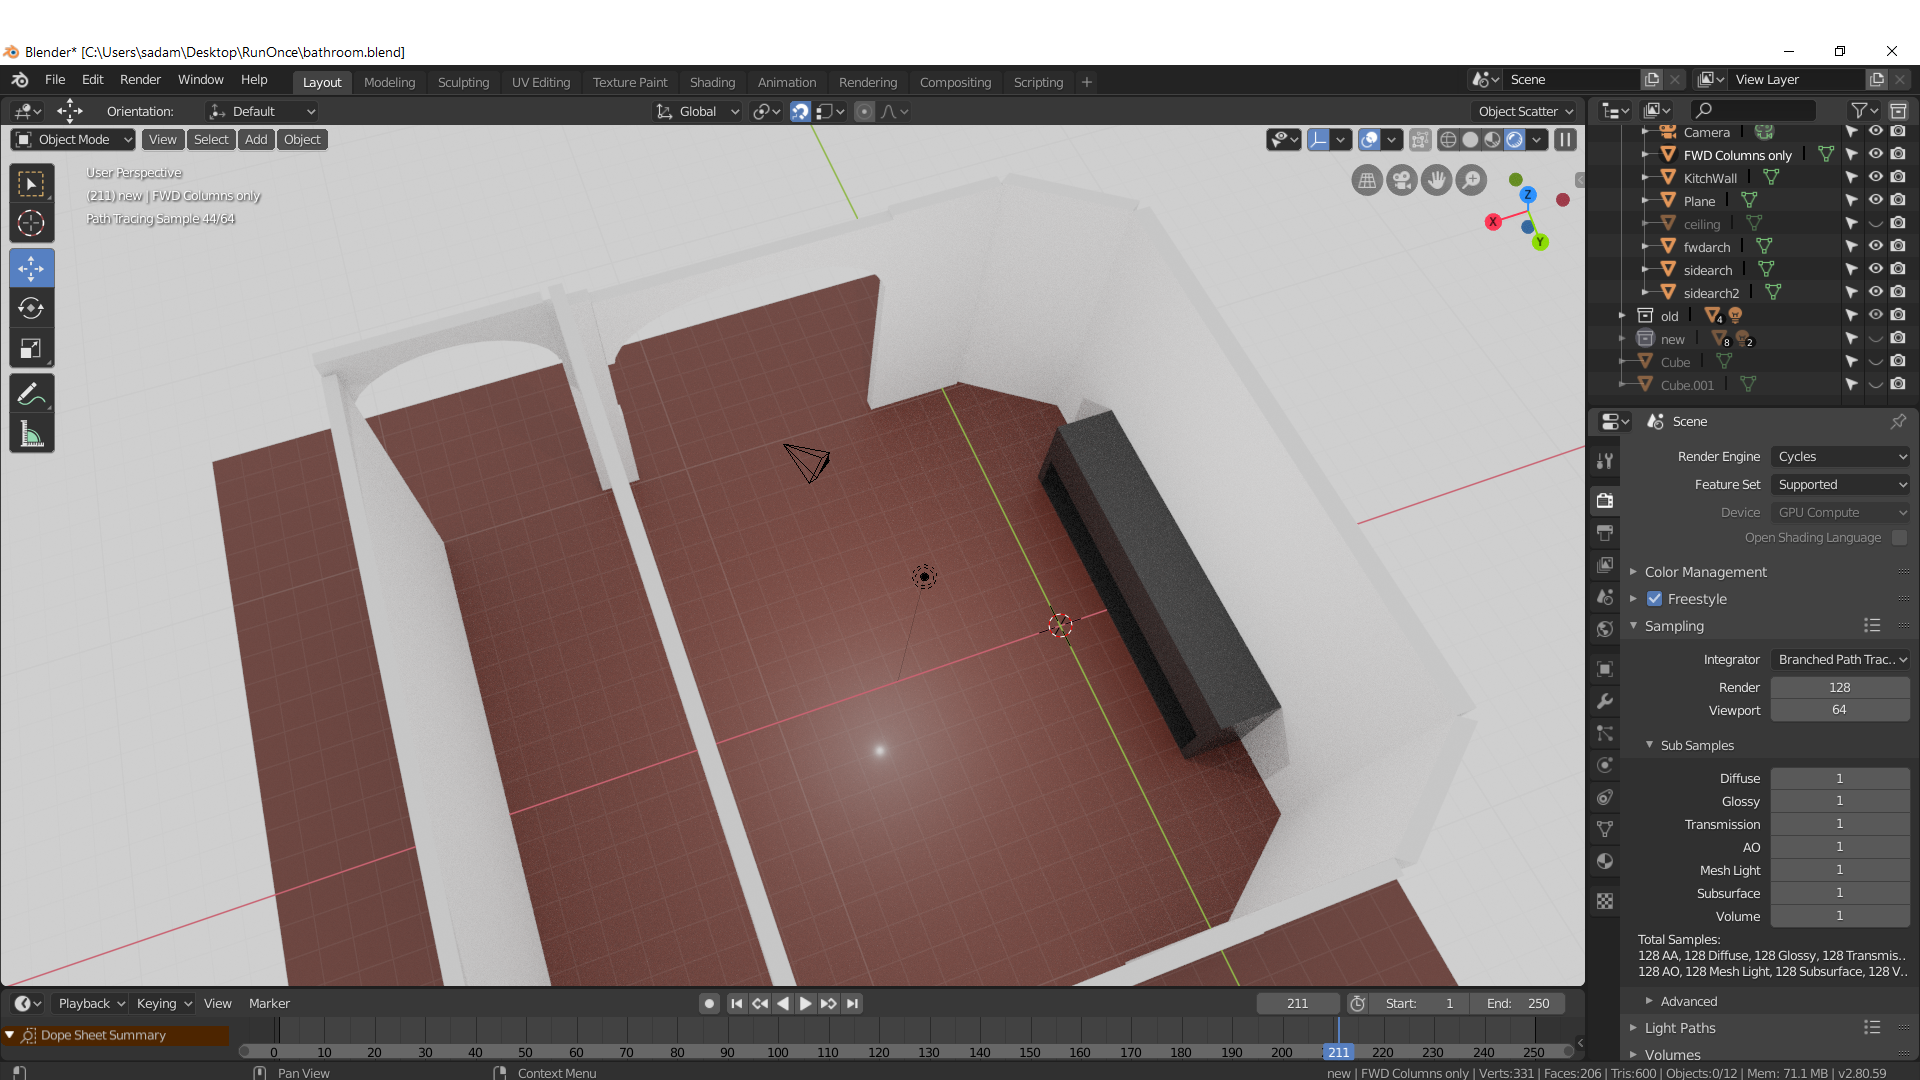 Blender* [C:\Users\sadam\Desktop\RunOnce\bathroom.blend]
File Edit Render Window Help Layout Modeling Sculpting UV Editing Texture Paint Shading Animation Rendering Compositing Scripting + Scene View Layer
Orientation: Default Global Object Scatter
Object Mode View Select Add Object
User Perspective
(211) new | FWD Columns only
Path Tracing Sample 44/64
Z
X
Y
Camera
FWD Columns only
KitchWall
Plane
ceiling
fwdarch
sidearch
sidearch2
old 4
new 8 2
Cube
Cube.001
Scene
Render Engine Cycles
Feature Set Supported
Device GPU Compute
Open Shading Language
Color Management
Freestyle
Sampling
Integrator Branched Path Trac..
Render 128
Viewport 64
Sub Samples
Diffuse 1
Glossy 1
Transmission 1
AO 1
Mesh Light 1
Subsurface 1
Volume 1
Total Samples:
128 AA, 128 Diffuse, 128 Glossy, 128 Transmis..
128 AO, 128 Mesh Light, 128 Subsurface, 128 V..
Advanced
Light Paths
Volumes
Playback Keying View Marker 211 Start: 1 End: 250
Dope Sheet Summary
0 10 20 30 40 50 60 70 80 90 100 110 120 130 140 150 160 170 180 190 200 211 220 230 240 250
Pan View Context Menu new | FWD Columns only | Verts:331 | Faces:206 | Tris:600 | Objects:0/12 | Mem: 71.1 MB | v2.80.59